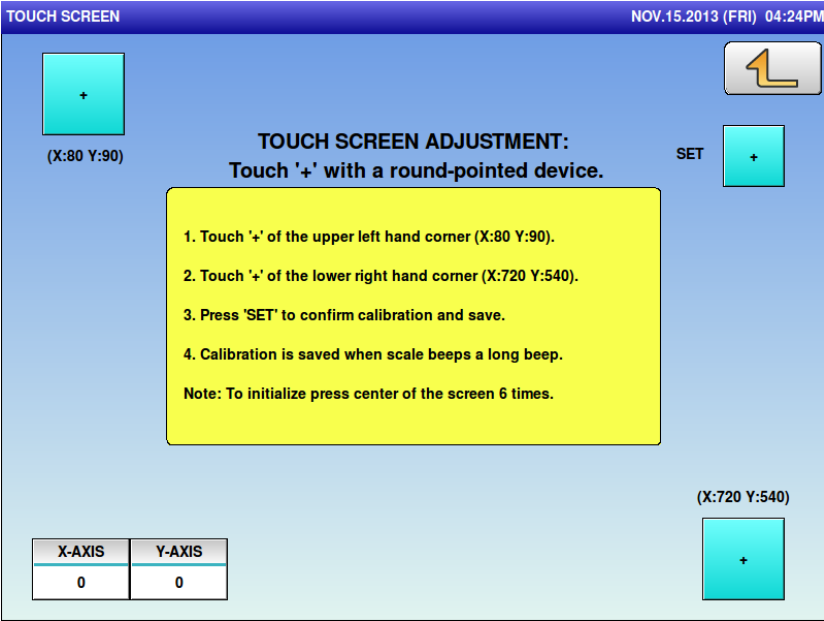 TOUCH SCREEN
NOV.15.2013 (FRI) 04:24PM
+
(X:80 Y:90)
TOUCH SCREEN ADJUSTMENT:
Touch '+' with a round-pointed device.
SET
+
1. Touch '+' of the upper left hand corner (X:80 Y:90).
2. Touch '+' of the lower right hand corner (X:720 Y:540).
3. Press 'SET' to confirm calibration and save.
4. Calibration is saved when scale beeps a long beep.
Note: To initialize press center of the screen 6 times.
(X:720 Y:540)
+
X-AXIS Y-AXIS
0 0